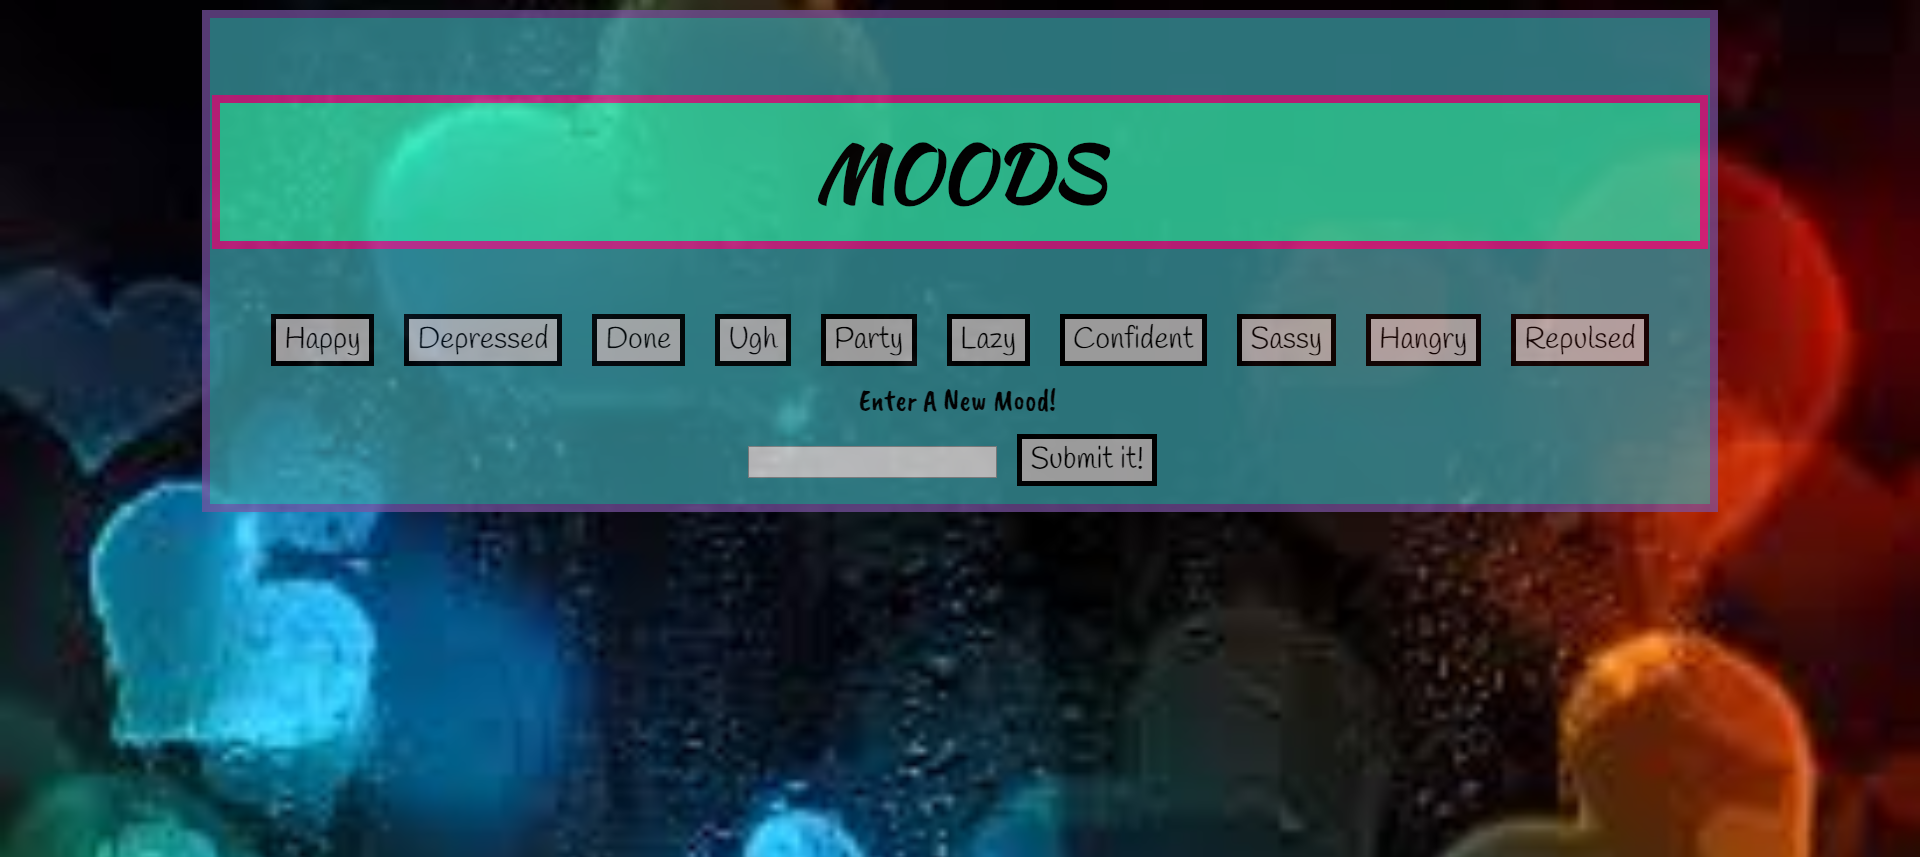 MOODS
Happy Depressed Done Ugh Party Lazy Confident Sassy Hangry Repulsed
Enter A New Mood!
Submit it!